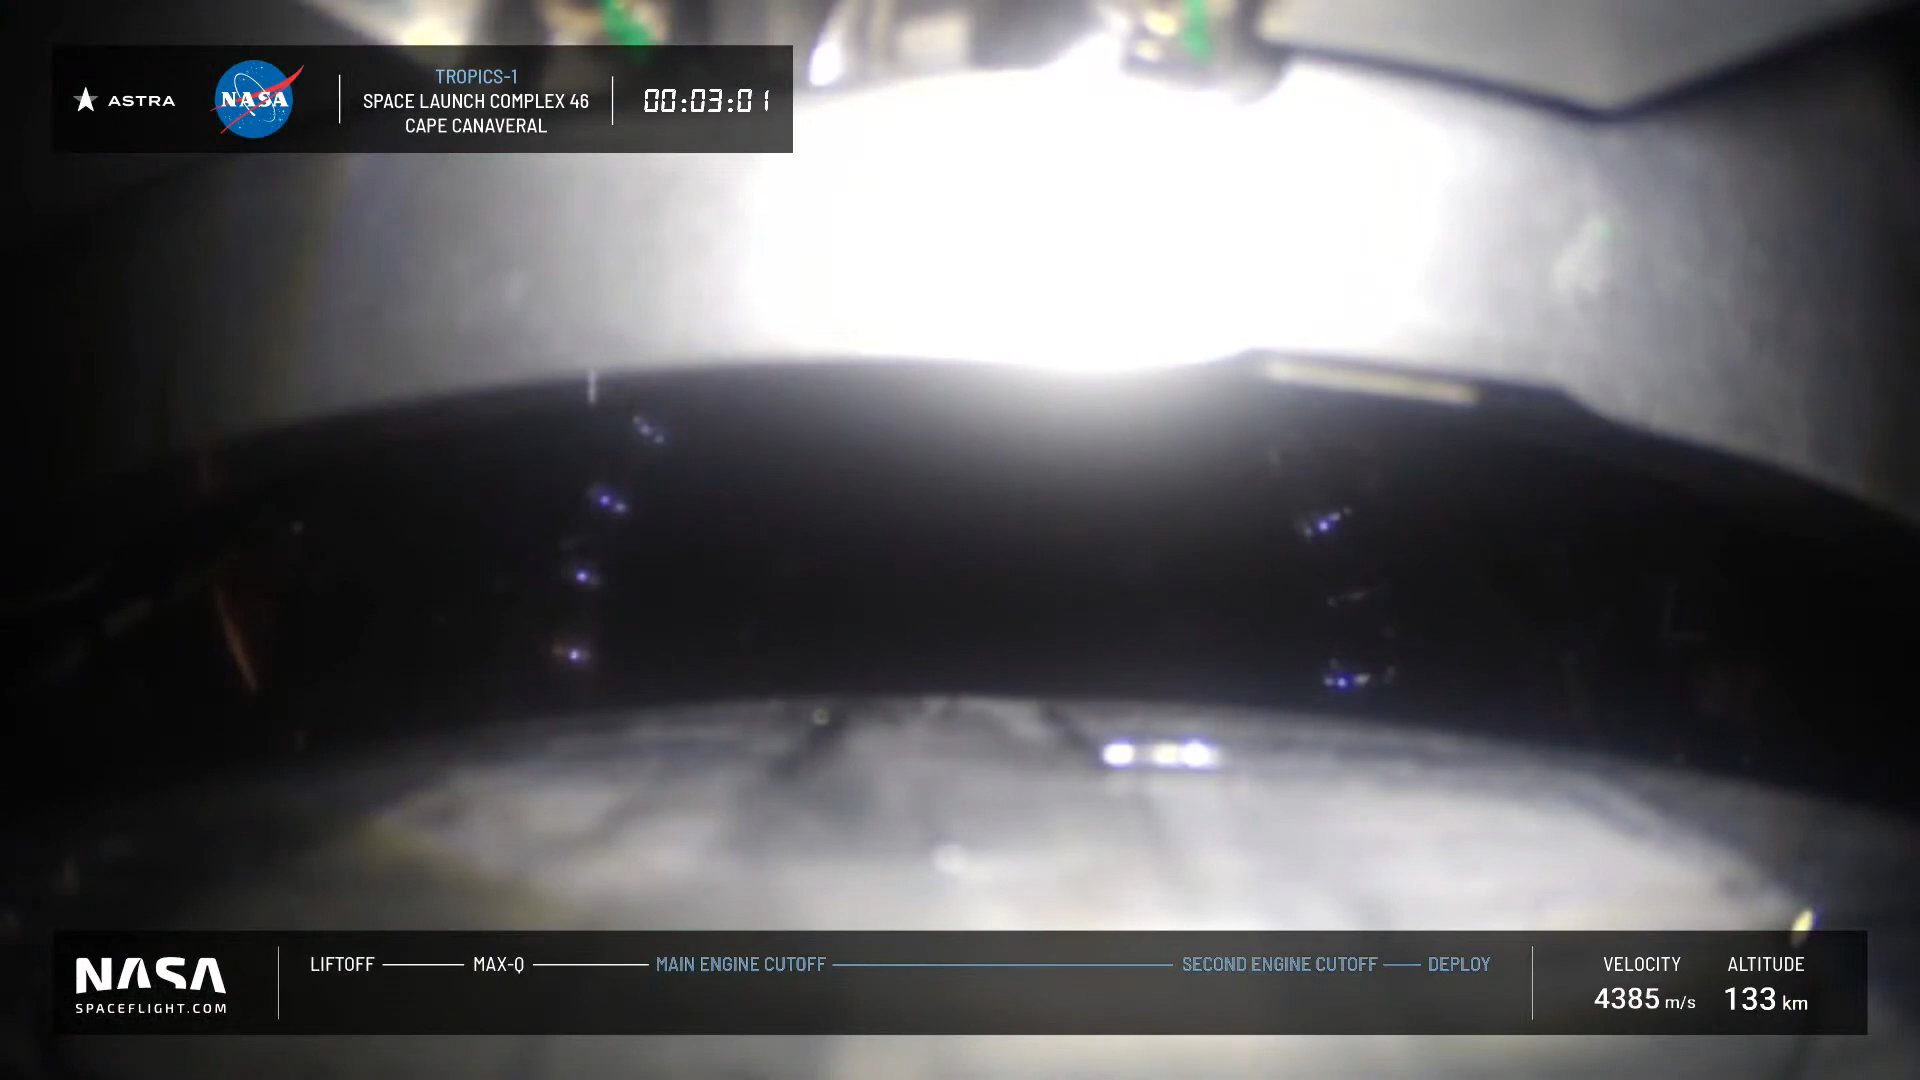 ASTRA
NASA
TROPICS-1
SPACE LAUNCH COMPLEX 46
CAPE CANAVERAL
00:03:01
NASA
SPACEFLIGHT.COM
LIFTOFF
MAX-Q
MAIN ENGINE CUTOFF
SECOND ENGINE CUTOFF
DEPLOY
VELOCITY
4385 m/s
ALTITUDE
133 km